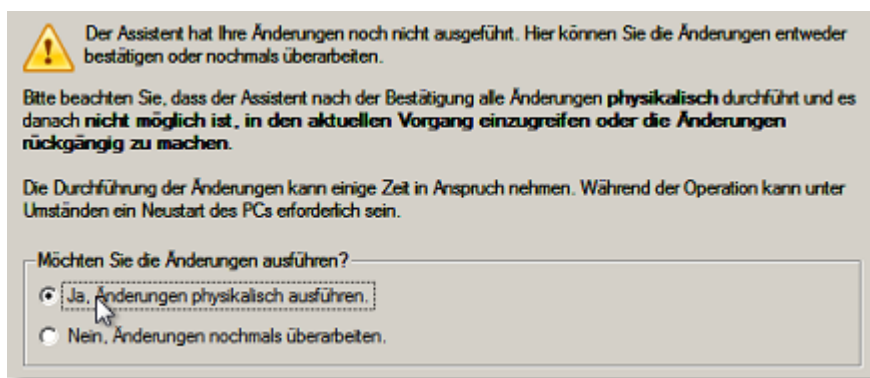 Der Assistent hat Ihre Änderungen noch nicht ausgeführt. Hier können Sie die Änderungen entweder
bestätigen oder nochmals überarbeiten.
Bitte beachten Sie, dass der Assistent nach der Bestätigung alle Änderungen physikalisch durchführt und es
danach nicht möglich ist, in den aktuellen Vorgang einzugreifen oder die Änderungen
rückgängig zu machen.
Die Durchführung der Änderungen kann einige Zeit in Anspruch nehmen. Während der Operation kann unter
Umständen ein Neustart des PCs erforderlich sein.
Möchten Sie die Änderungen ausführen?
Ja, Änderungen physikalisch ausführen.
Nein, Änderungen nochmals überarbeiten.